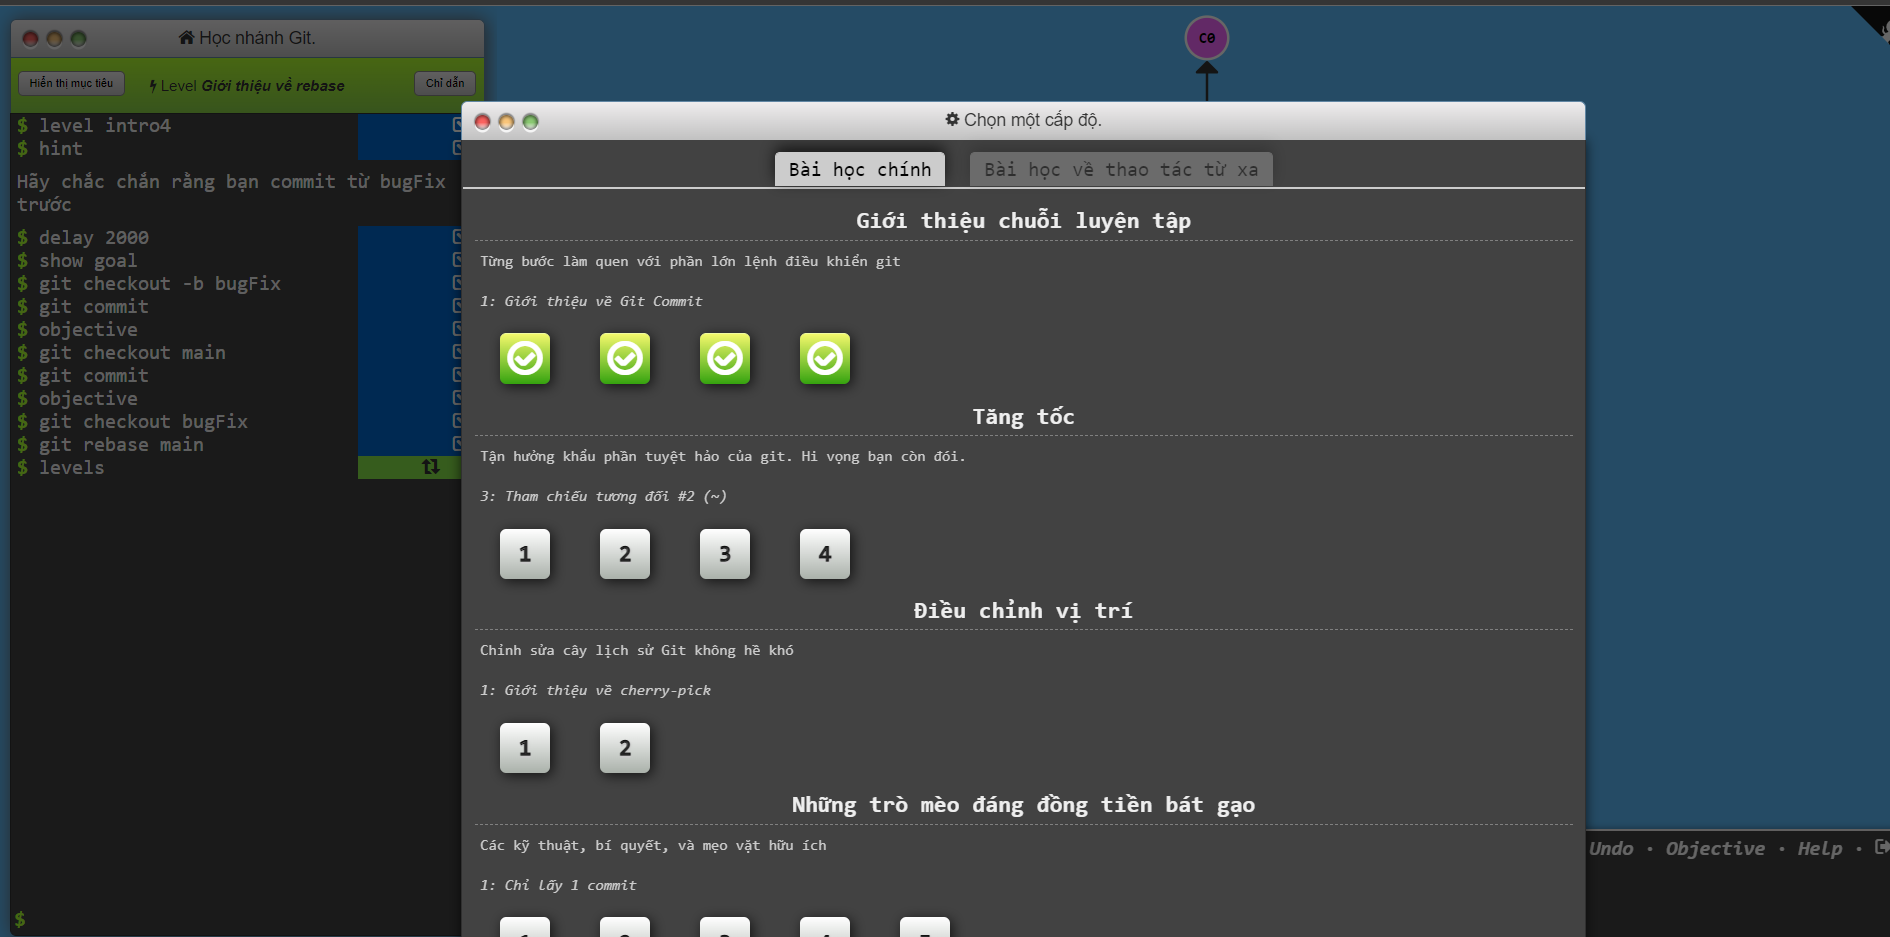 Học nhánh Git.
Hiển thị mục tiêu
Level Giới thiệu về rebase
Chỉ dẫn
$ level intro4
$ hint
Hãy chắc chắn rằng bạn commit từ bugFix
trước
$ delay 2000
$ show goal
$ git checkout -b bugFix
$ git commit
$ objective
$ git checkout main
$ git commit
$ objective
$ git checkout bugFix
$ git rebase main
$ levels
$
C0
Chọn một cấp độ.
Bài học chính
Bài học về thao tác từ xa
Giới thiệu chuỗi luyện tập
Từng bước làm quen với phần lớn lệnh điều khiển git
1: Giới thiệu về Git Commit
Tăng tốc
Tận hưởng khẩu phần tuyệt hảo của git. Hi vọng bạn còn đói.
3: Tham chiếu tương đối #2 (~)
1 2 3 4
Điều chỉnh vị trí
Chỉnh sửa cây lịch sử Git không hề khó
1: Giới thiệu về cherry-pick
1 2
Những trò mèo đáng đồng tiền bát gạo
Các kỹ thuật, bí quyết, và mẹo vặt hữu ích
1: Chỉ lấy 1 commit
Undo • Objective • Help •